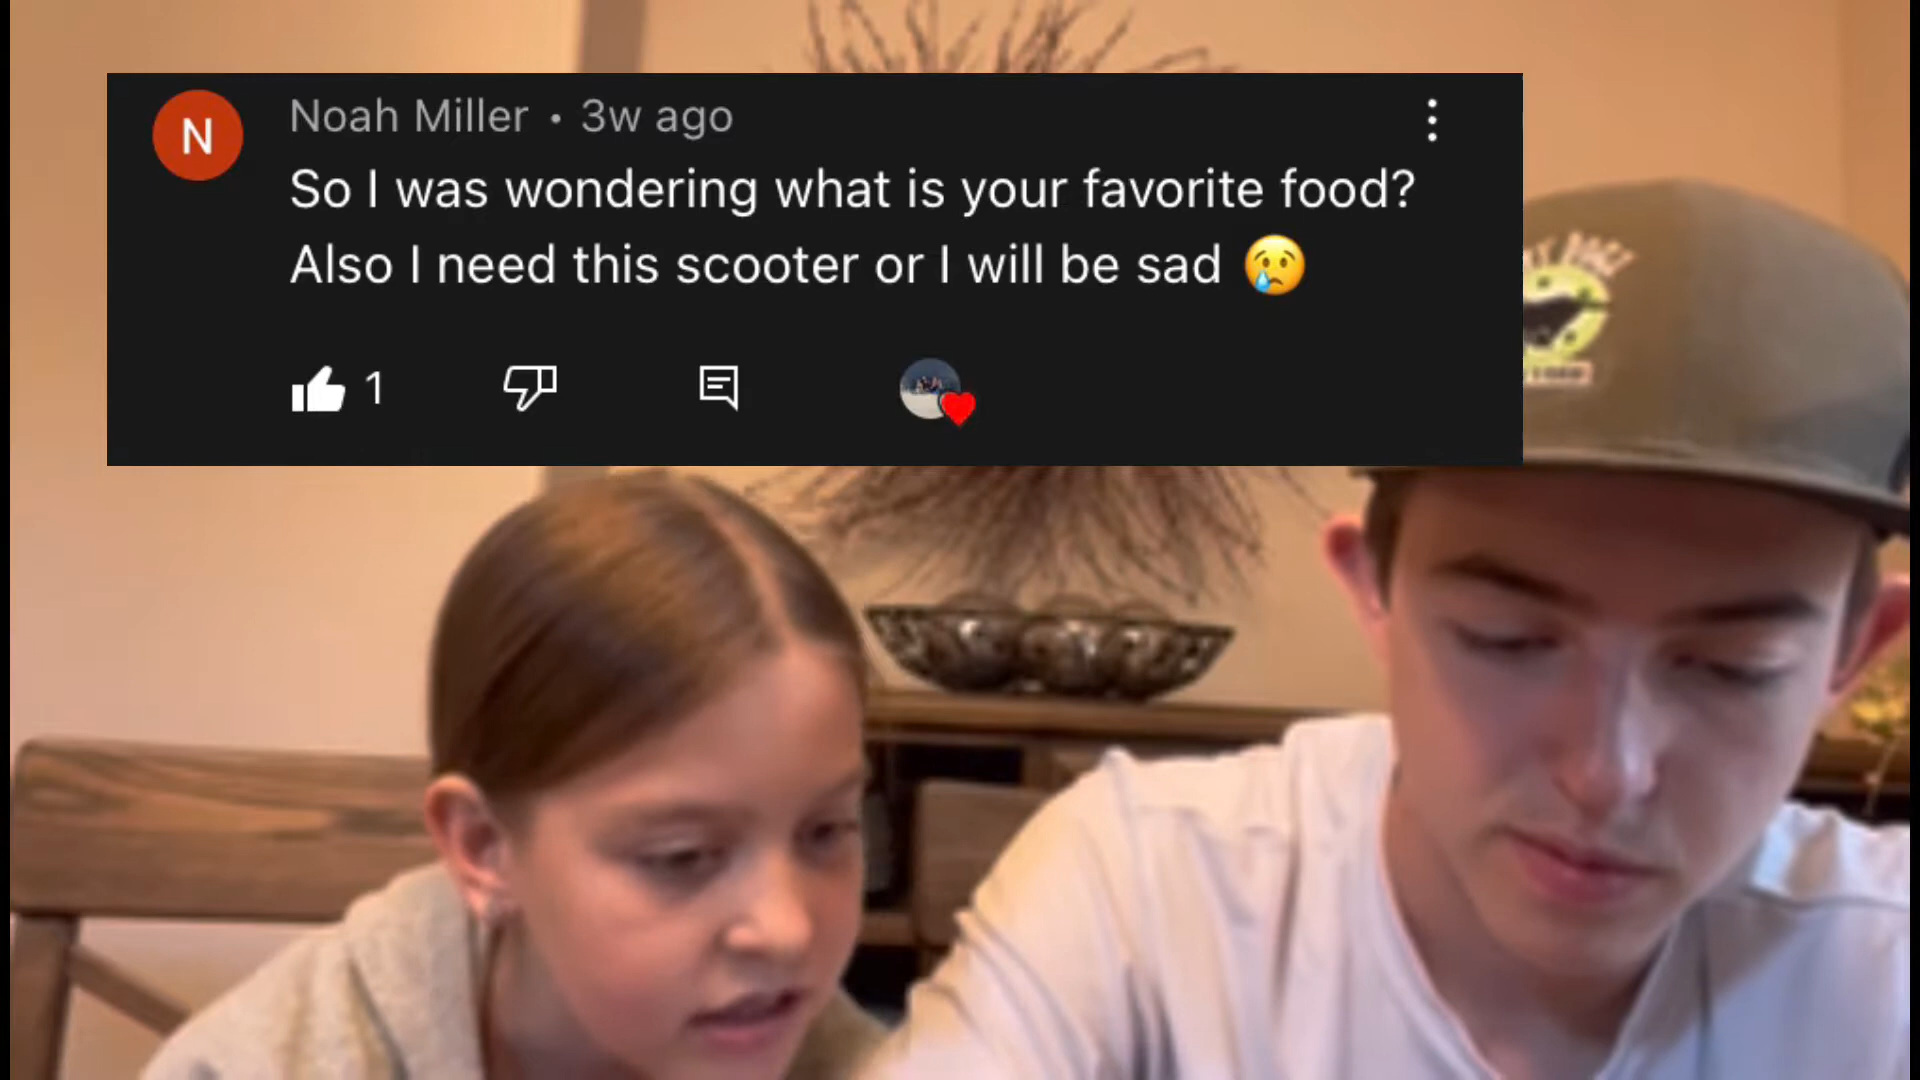 N
Noah Miller • 3w ago
So I was wondering what is your favorite food?
Also I need this scooter or I will be sad 😢
1